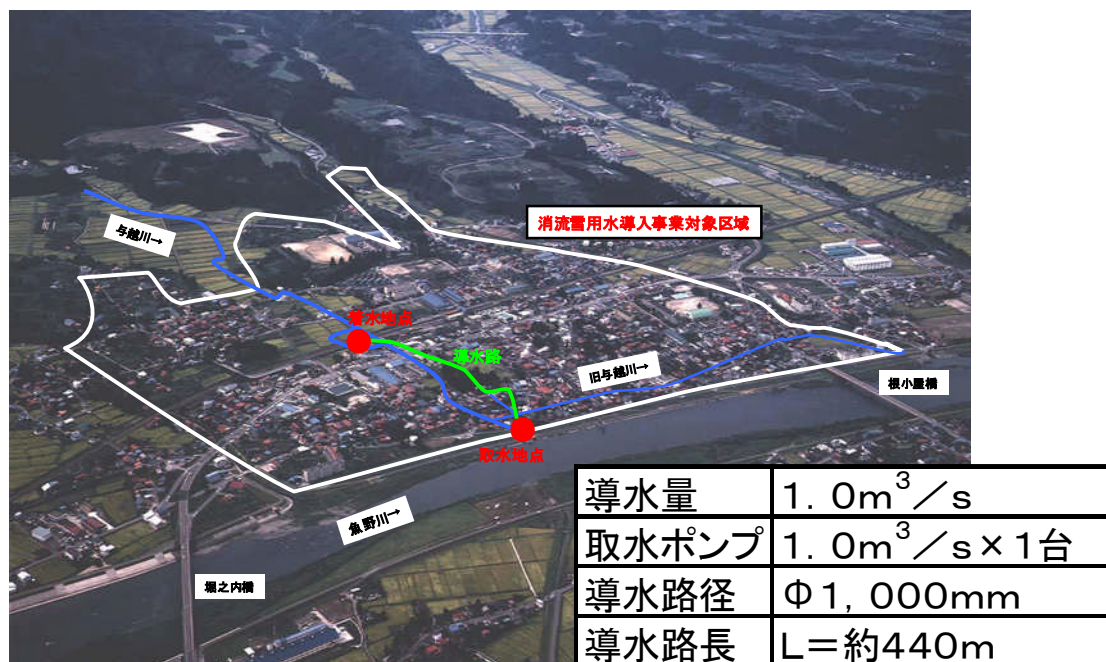 消流雪用水導入事業対象区域
与越川→
着水地点
導水路
旧与越川→
根小屋橋
取水地点
魚野川→
堀之内橋
導水量 1.0m³/s
取水ポンプ 1.0m³/s×1台
導水路径 Φ1,000mm
導水路長 L=約440m